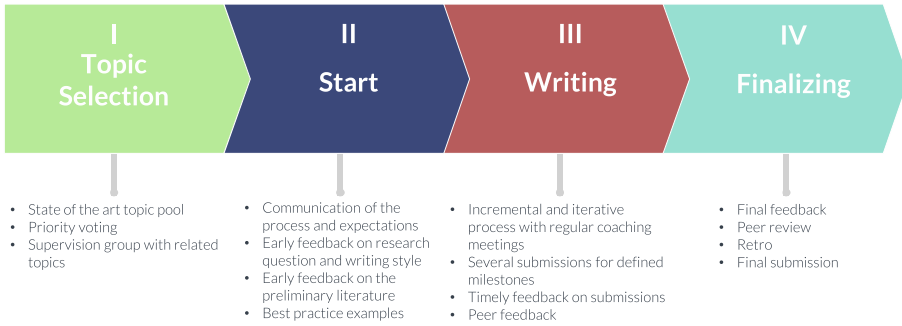 I
Topic
Selection
II
Start
III
Writing
IV
Finalizing
• State of the art topic pool
• Priority voting
• Supervision group with related
topics
• Communication of the
process and expectations
• Early feedback on research
question and writing style
• Early feedback on the
preliminary literature
• Best practice examples
• Incremental and iterative
process with regular coaching
meetings
• Several submissions for defined
milestones
• Timely feedback on submissions
• Peer feedback
• Final feedback
• Peer review
• Retro
• Final submission